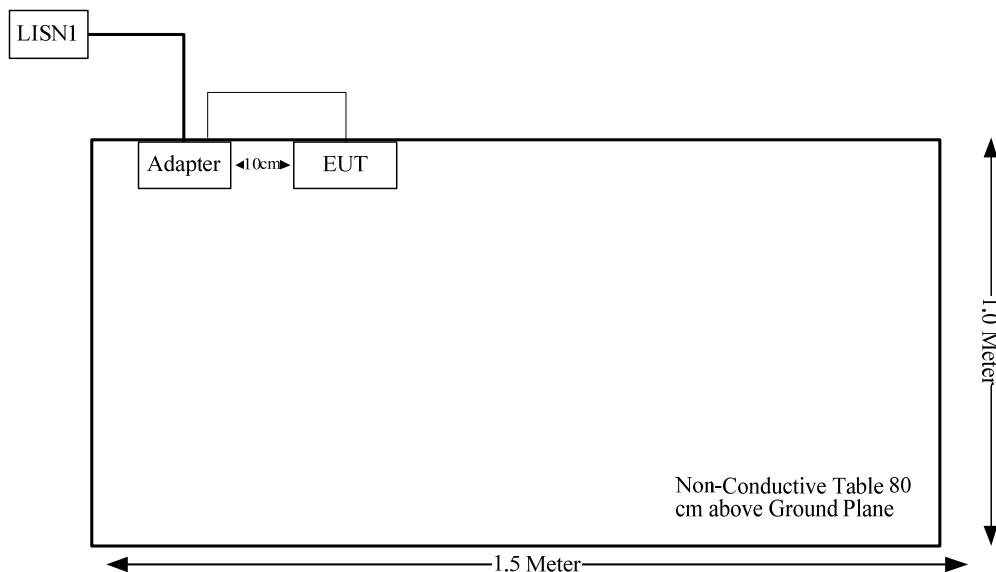 LISN1
Adapter
10cm
EUT
1.0 Meter
Non-Conductive Table 80
cm above Ground Plane
1.5 Meter